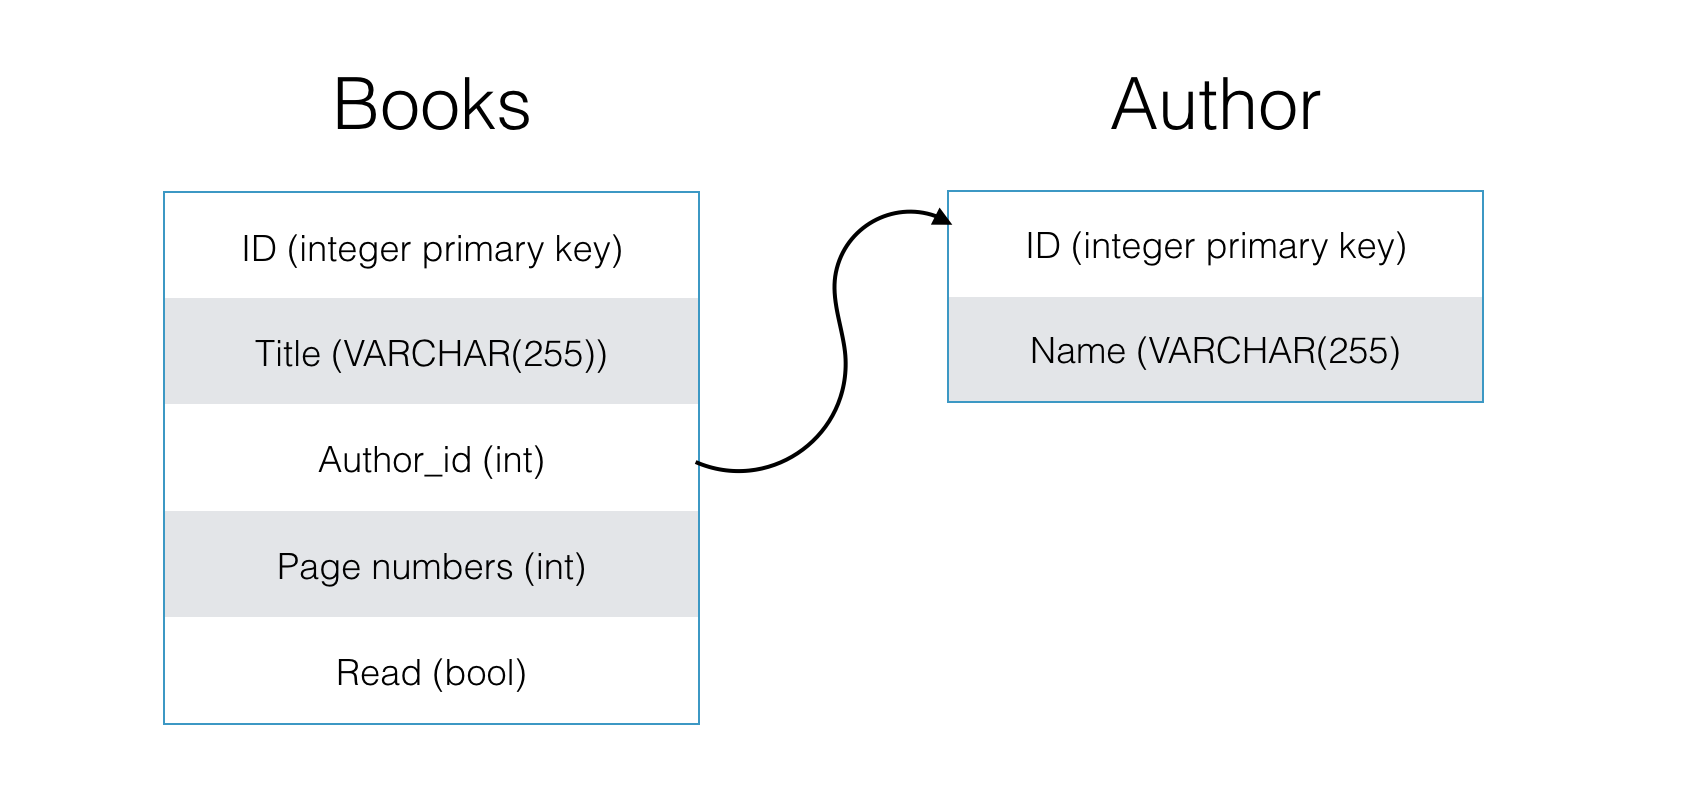 Books
ID (integer primary key)
Title (VARCHAR(255))
Author_id (int)
Page numbers (int)
Read (bool)
Author
ID (integer primary key)
Name (VARCHAR(255)